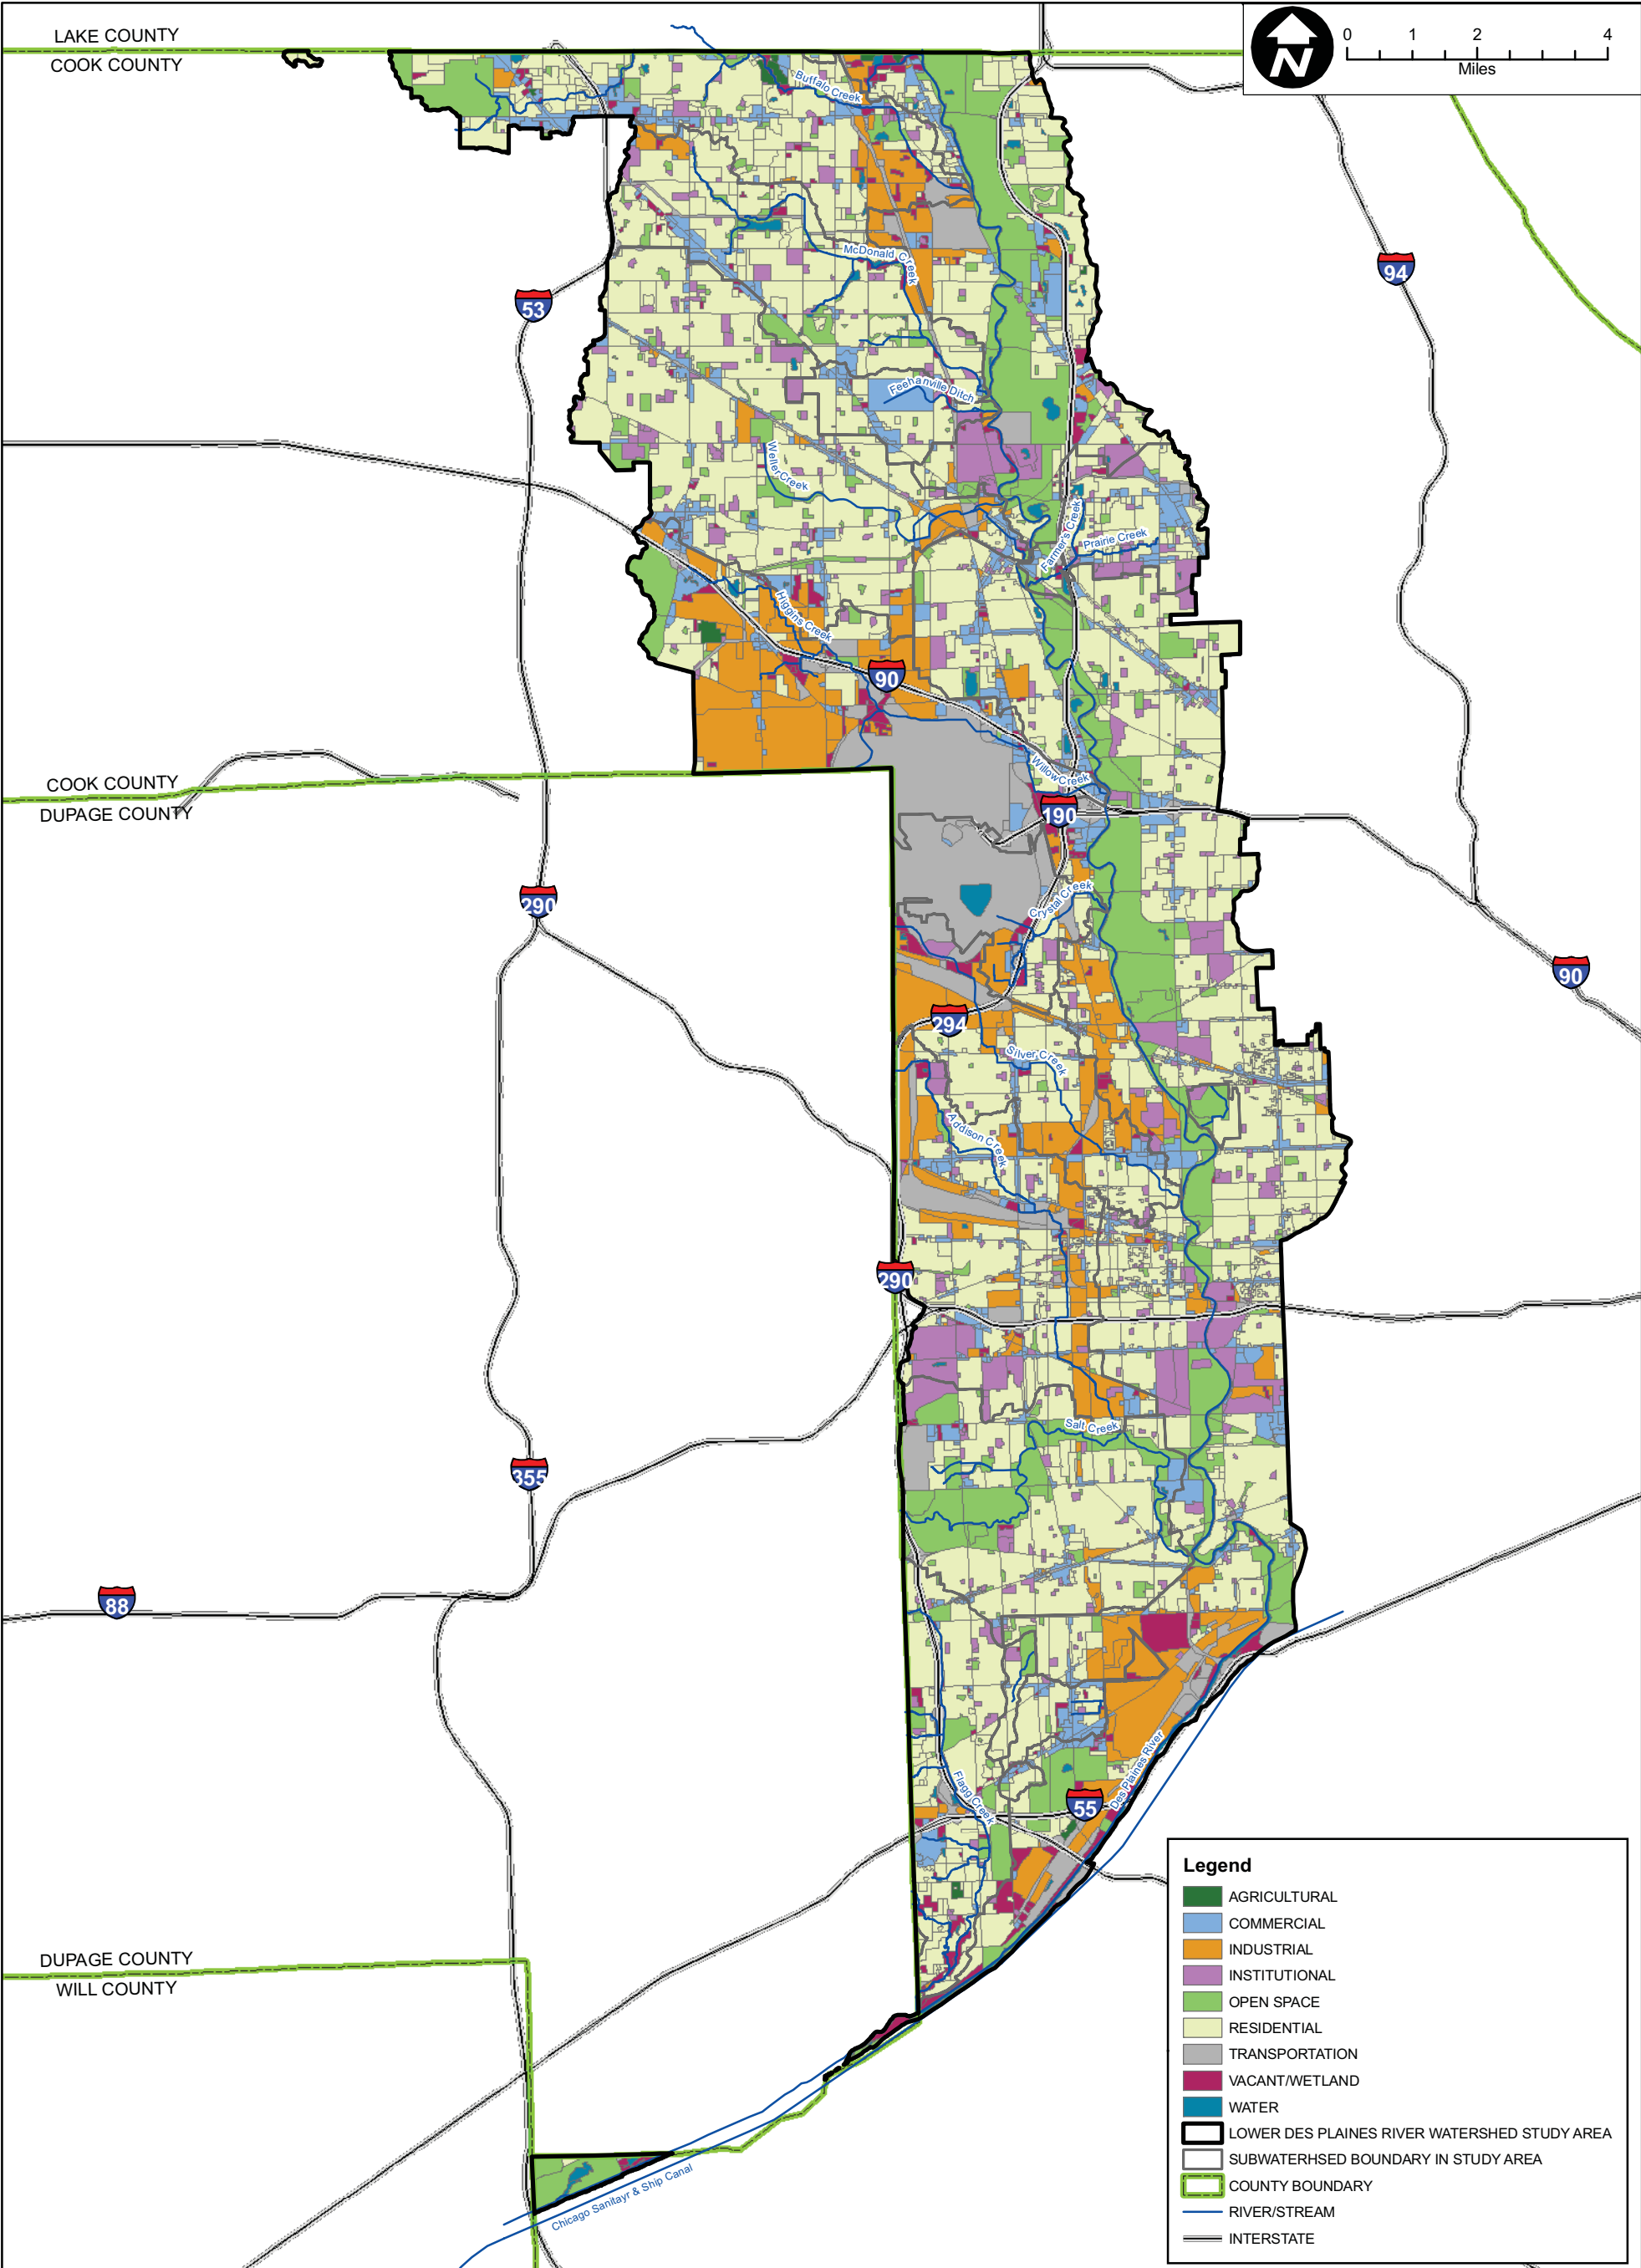 LAKE COUNTY
COOK COUNTY
N
0 1 2 4
Miles
Buffalo Creek
McDonald Creek
94
53
Feehanville Ditch
Weller Creek
Farmer's Creek
Prairie Creek
Higgins Creek
90
COOK COUNTY
DUPAGE COUNTY
Willow Creek
190
290
Crystal Creek
90
294
Silver Creek
Addison Creek
290
Salt Creek
355
88
Des Plaines River
Flagg Creek
55
DUPAGE COUNTY
WILL COUNTY
Chicago Sanitayr & Ship Canal
Legend
AGRICULTURAL
COMMERCIAL
INDUSTRIAL
INSTITUTIONAL
OPEN SPACE
RESIDENTIAL
TRANSPORTATION
VACANT/WETLAND
WATER
LOWER DES PLAINES RIVER WATERSHED STUDY AREA
SUBWATERHSED BOUNDARY IN STUDY AREA
COUNTY BOUNDARY
RIVER/STREAM
INTERSTATE